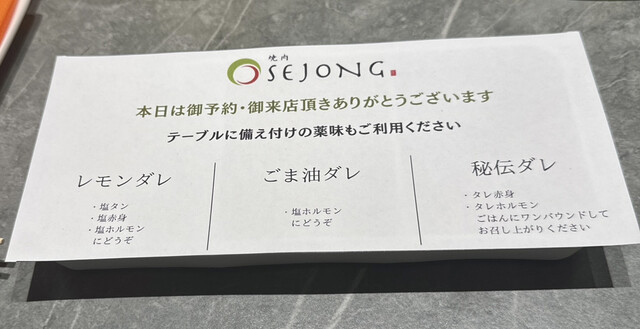 焼肉
SEJONG
本日は御予約・御来店頂きありがとうございます
テーブルに備え付けの薬味もご利用ください
レモンダレ
・塩タン
・塩赤身
・塩ホルモン
にどうぞ
ごま油ダレ
・塩ホルモン
にどうぞ
秘伝ダレ
・タレ赤身
・タレホルモン
ごはんにワンバウンドして
お召し上がりください